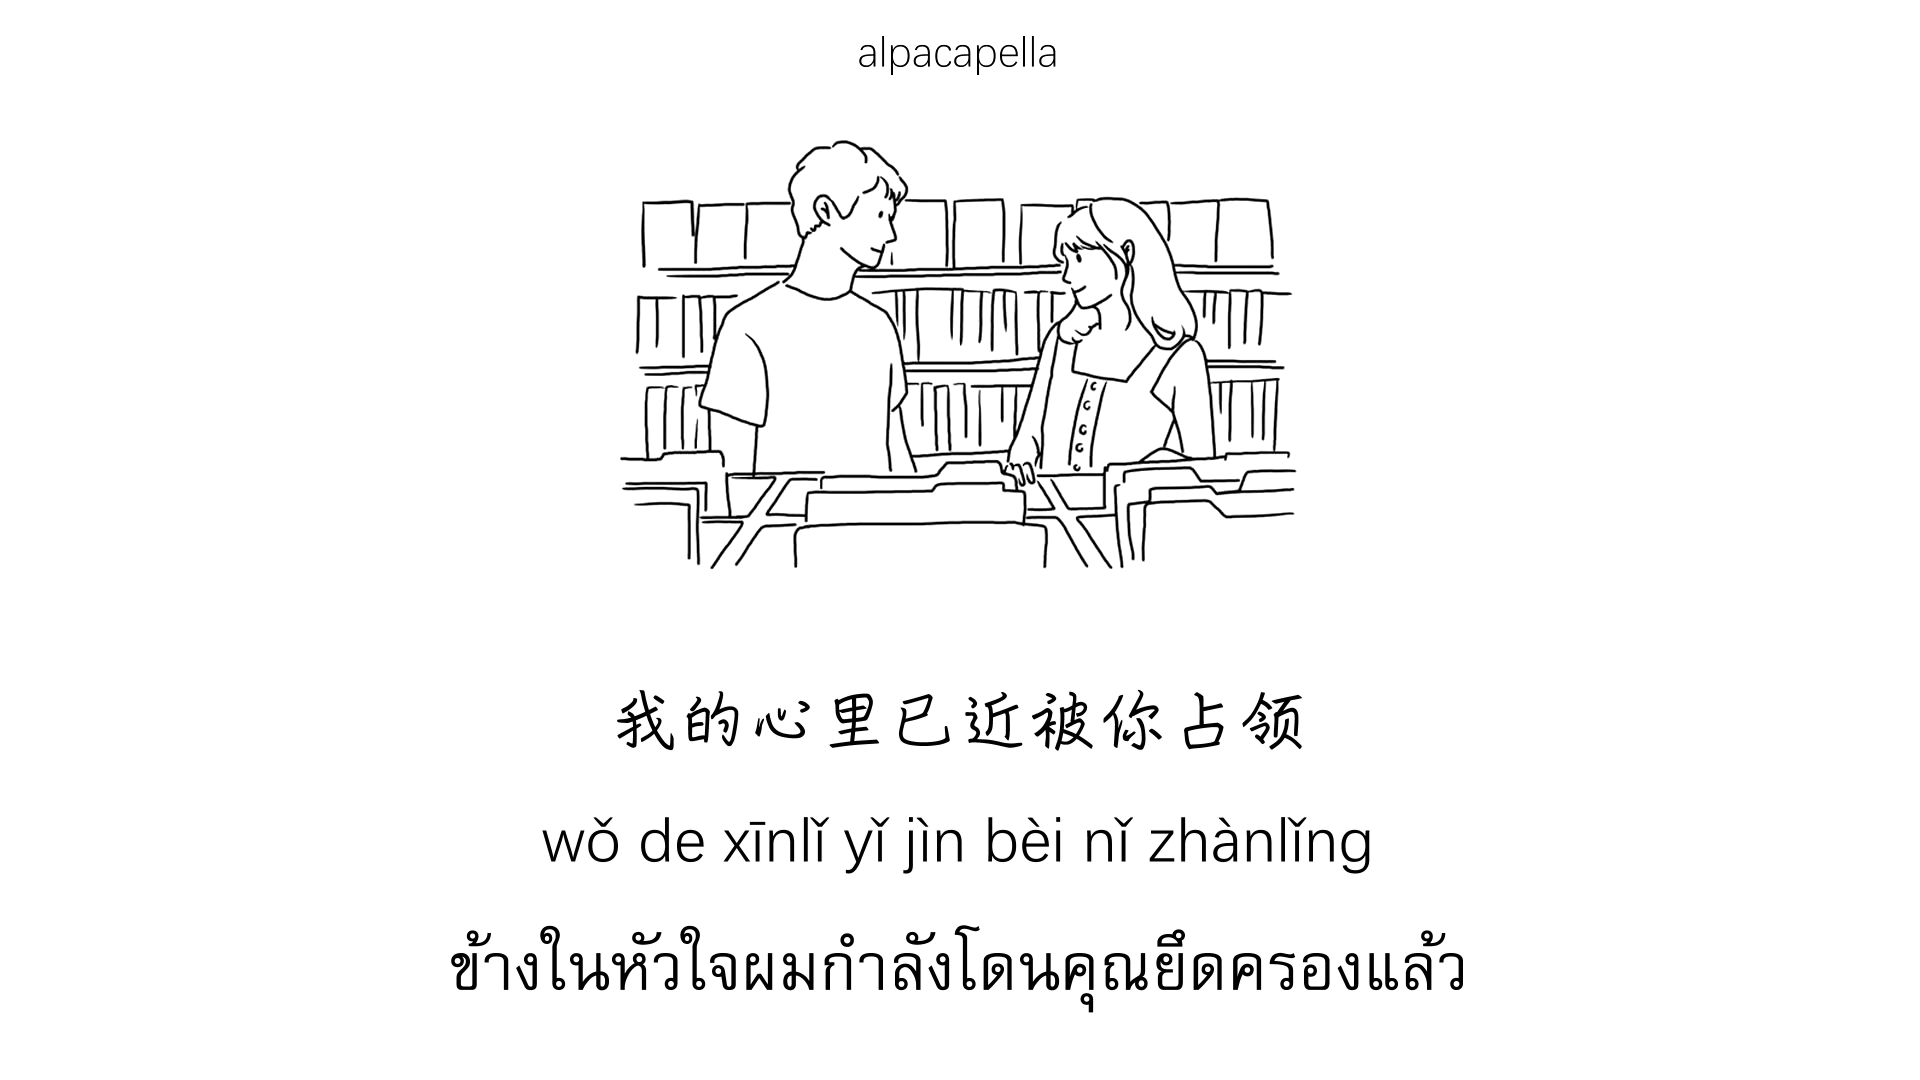 alpacapella
我的心里已近被你占领
wǒ de xīnlǐ yǐ jìn bèi nǐ zhànlǐng
ข้างในหัวใจผมกำลังโดนคุณยึดครองแล้ว